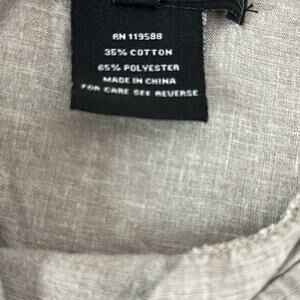 RN 119588
35% COTTON
65% POLYESTER
MADE IN CHINA
FOR CARE SEE REVERSE